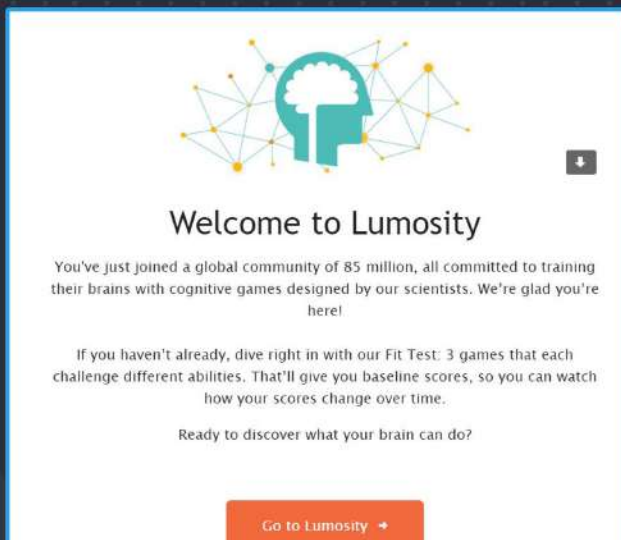 Welcome to Lumosity
You've just joined a global community of 85 million, all committed to training
their brains with cognitive games designed by our scientists. We're glad you're
here!
If you haven't already, dive right in with our Fit Test: 3 games that each
challenge different abilities. That'll give you baseline scores, so you can watch
how your scores change over time.
Ready to discover what your brain can do?
Go to Lumosity →